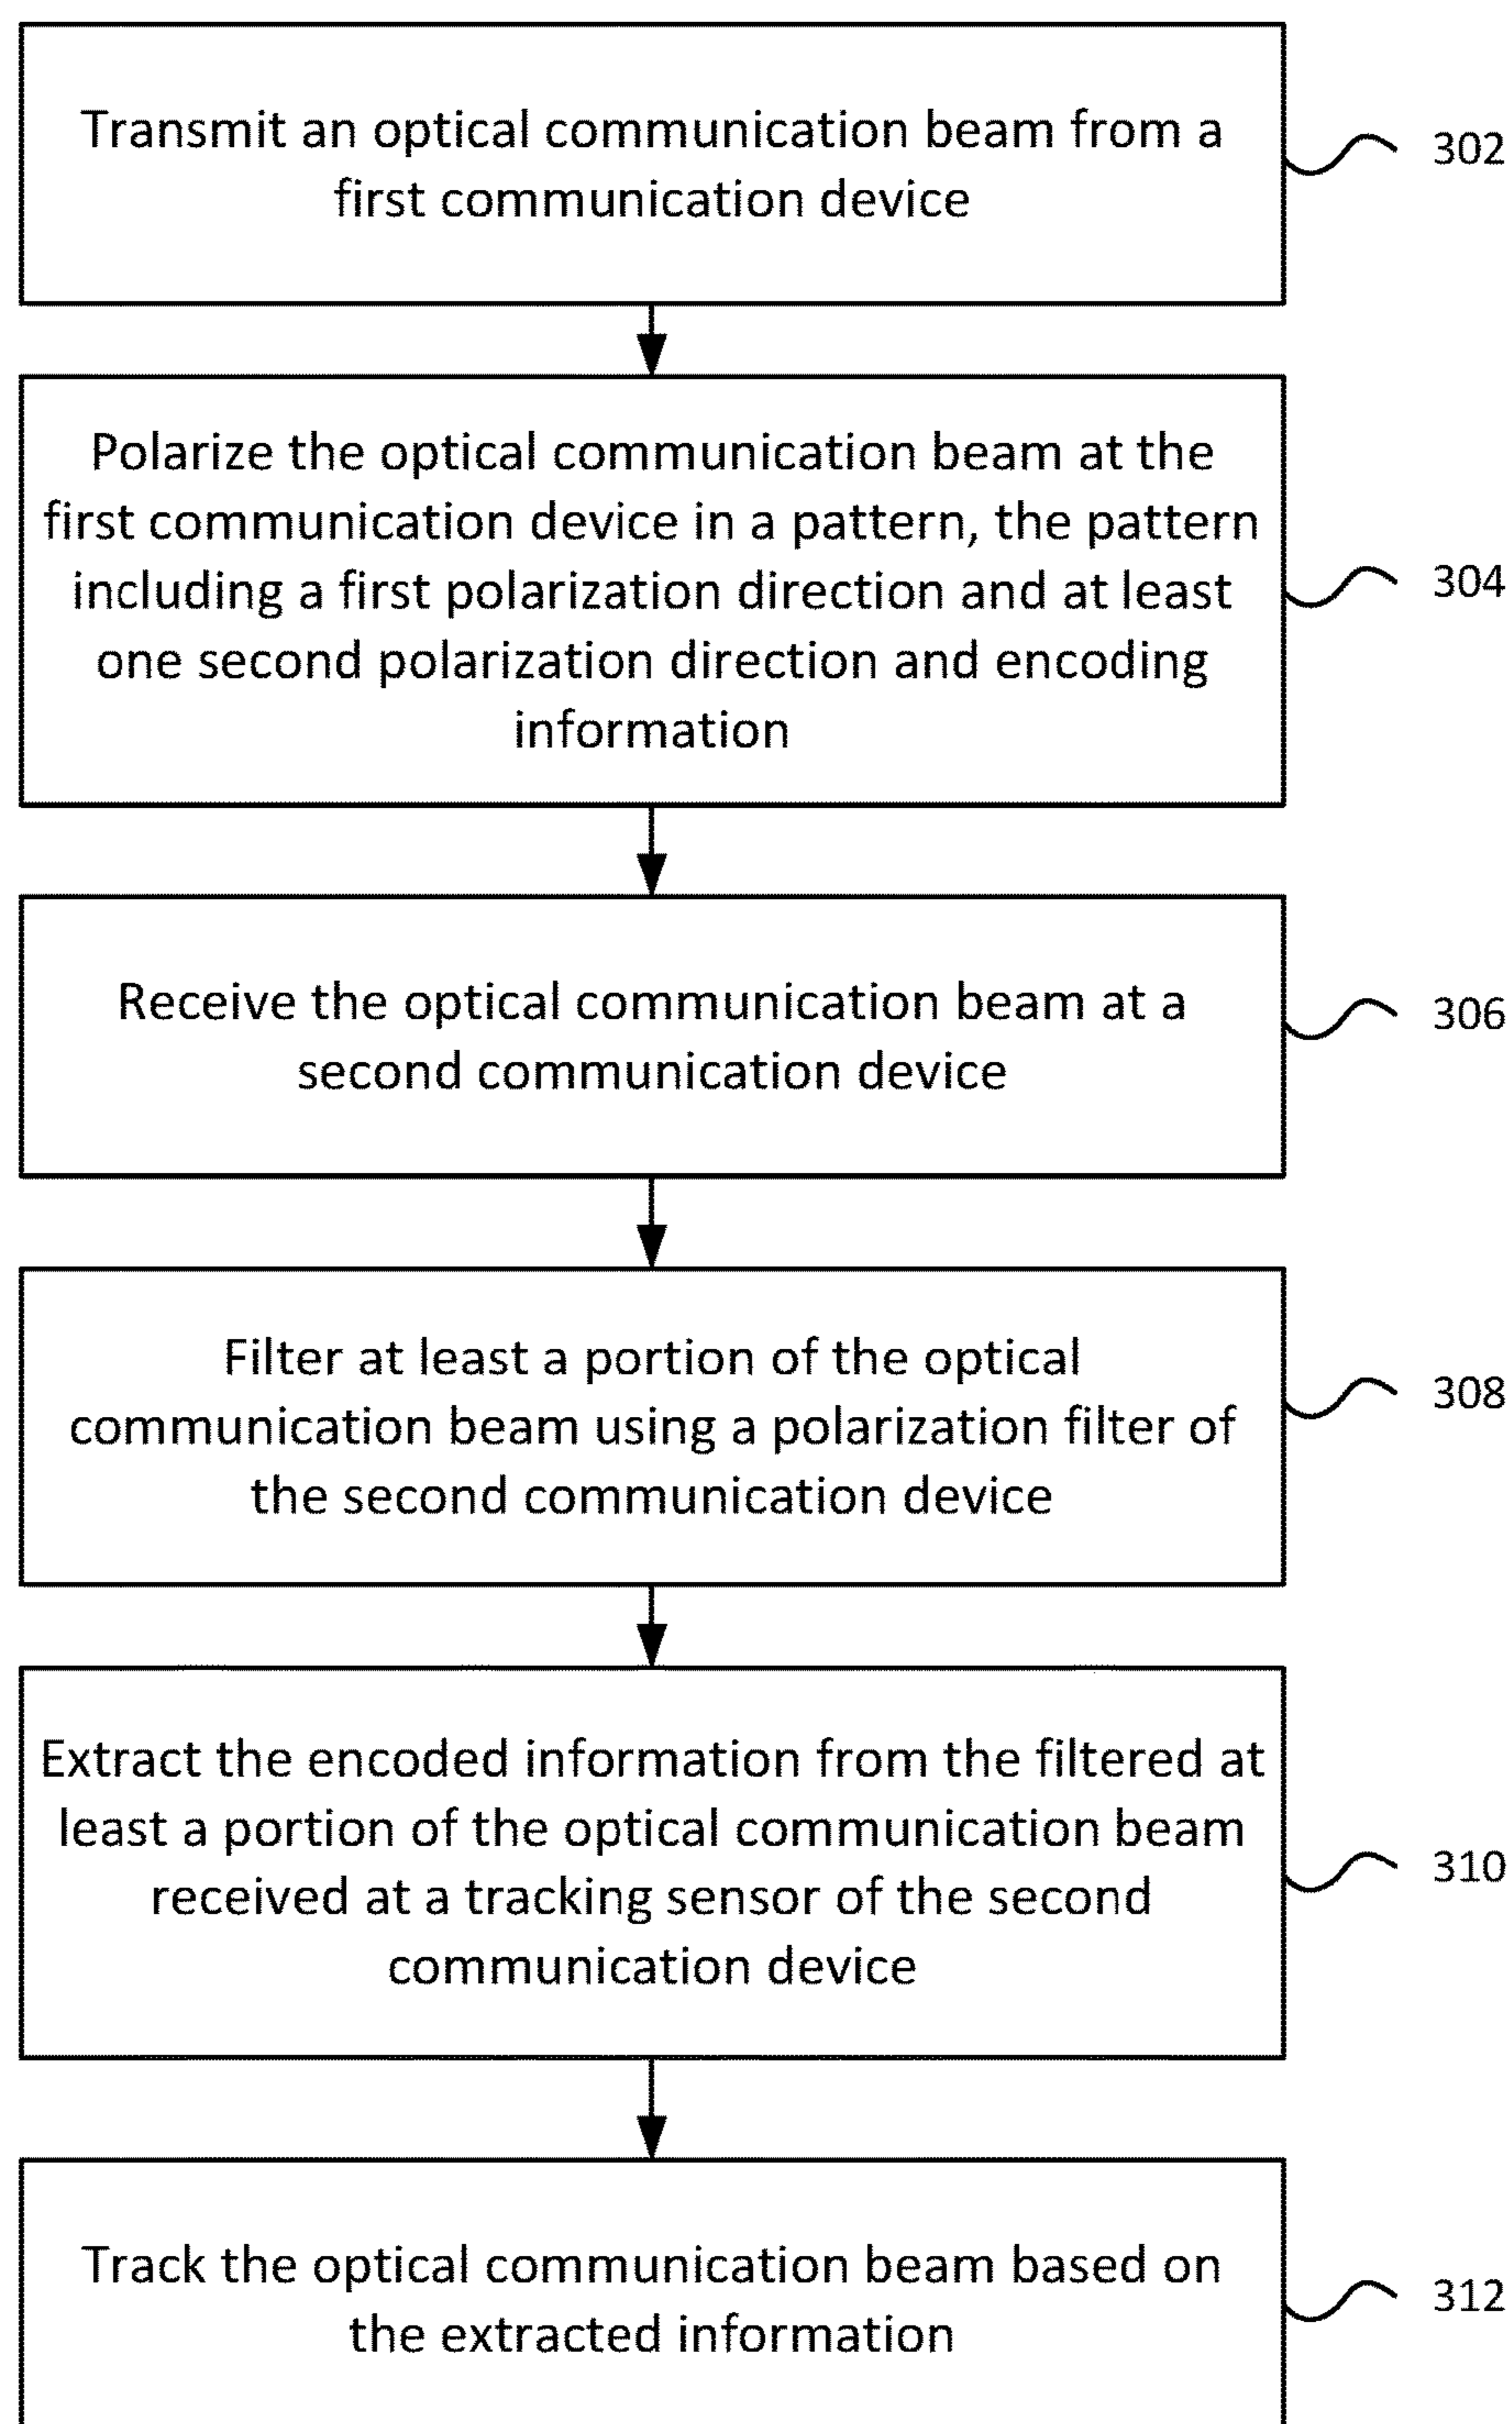 Transmit an optical communication beam from a
first communication device
302
Polarize the optical communication beam at the
first communication device in a pattern, the pattern
including a first polarization direction and at least
one second polarization direction and encoding
information
304
Receive the optical communication beam at a
second communication device
306
Filter at least a portion of the optical
communication beam using a polarization filter of
the second communication device
308
Extract the encoded information from the filtered at
least a portion of the optical communication beam
received at a tracking sensor of the second
communication device
310
Track the optical communication beam based on
the extracted information
312